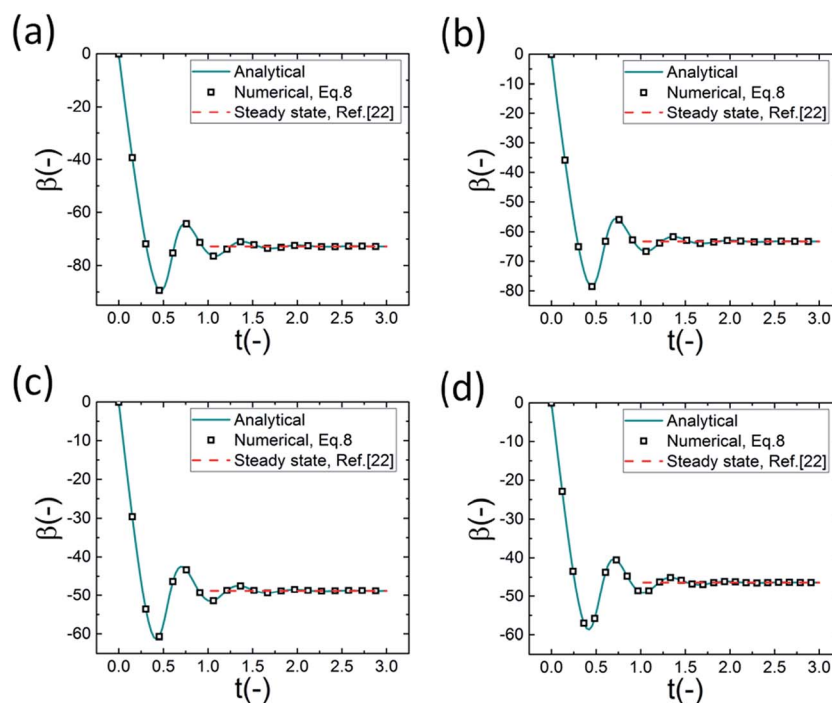 (a)
0
-20
-40
-60
-80
β(-)
0.0 0.5 1.0 1.5 2.0 2.5 3.0
t(-)
Analytical
Numerical, Eq.8
Steady state, Ref.[22]
(b)
0
-10
-20
-30
-40
-50
-60
-70
-80
β(-)
0.0 0.5 1.0 1.5 2.0 2.5 3.0
t(-)
Analytical
Numerical, Eq.8
Steady state, Ref.[22]
(c)
0
-10
-20
-30
-40
-50
-60
β(-)
0.0 0.5 1.0 1.5 2.0 2.5 3.0
t(-)
Analytical
Numerical, Eq.8
Steady state, Ref.[22]
(d)
0
-10
-20
-30
-40
-50
-60
β(-)
0.0 0.5 1.0 1.5 2.0 2.5 3.0
t(-)
Analytical
Numerical, Eq.8
Steady state, Ref.[22]